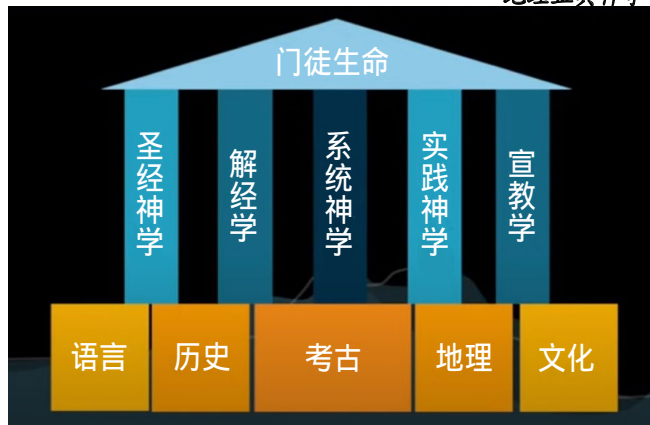 门徒生命
圣经神学
解经学
系统神学
实践神学
宣教学
语言
历史
考古
地理
文化